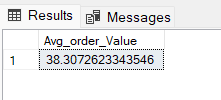 Results Messages
Avg_order_Value
1 38.3072623343546